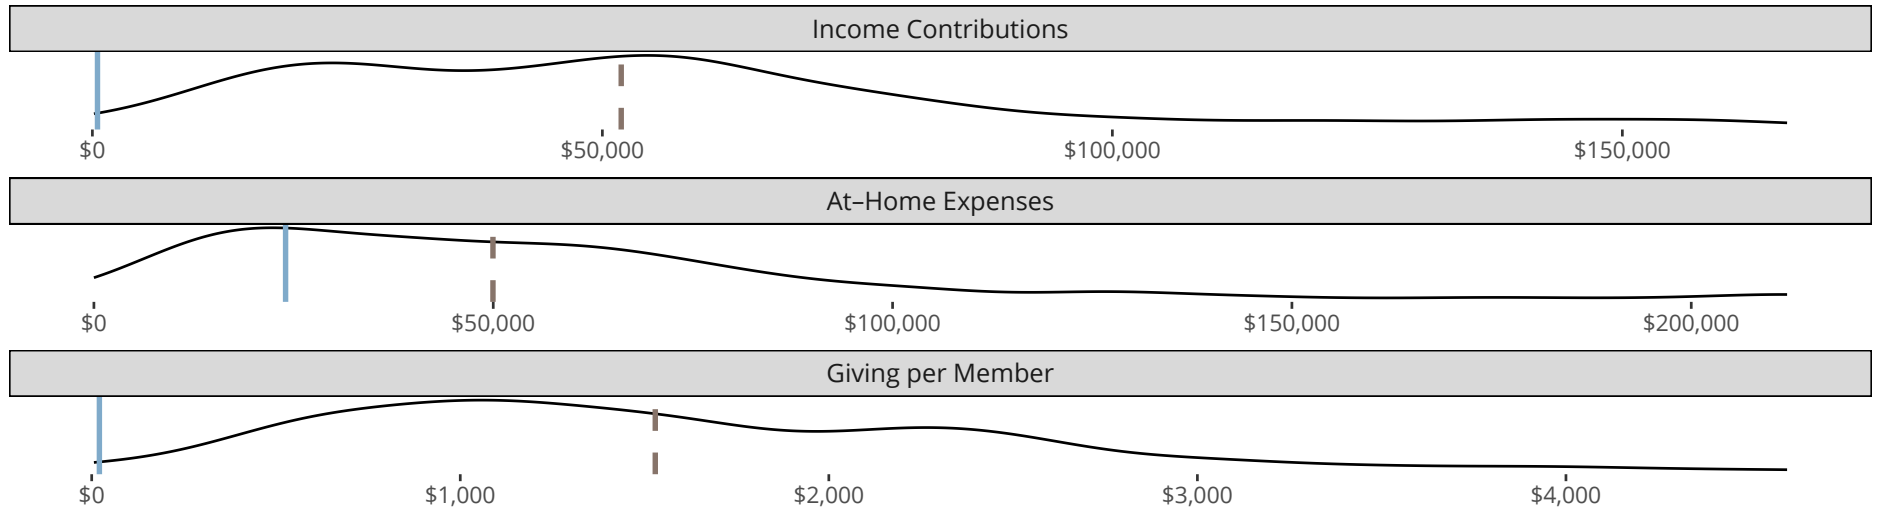 Income Contributions
$0 $50,000 $100,000 $150,000
At–Home Expenses
$0 $50,000 $100,000 $150,000 $200,000
Giving per Member
$0 $1,000 $2,000 $3,000 $4,000